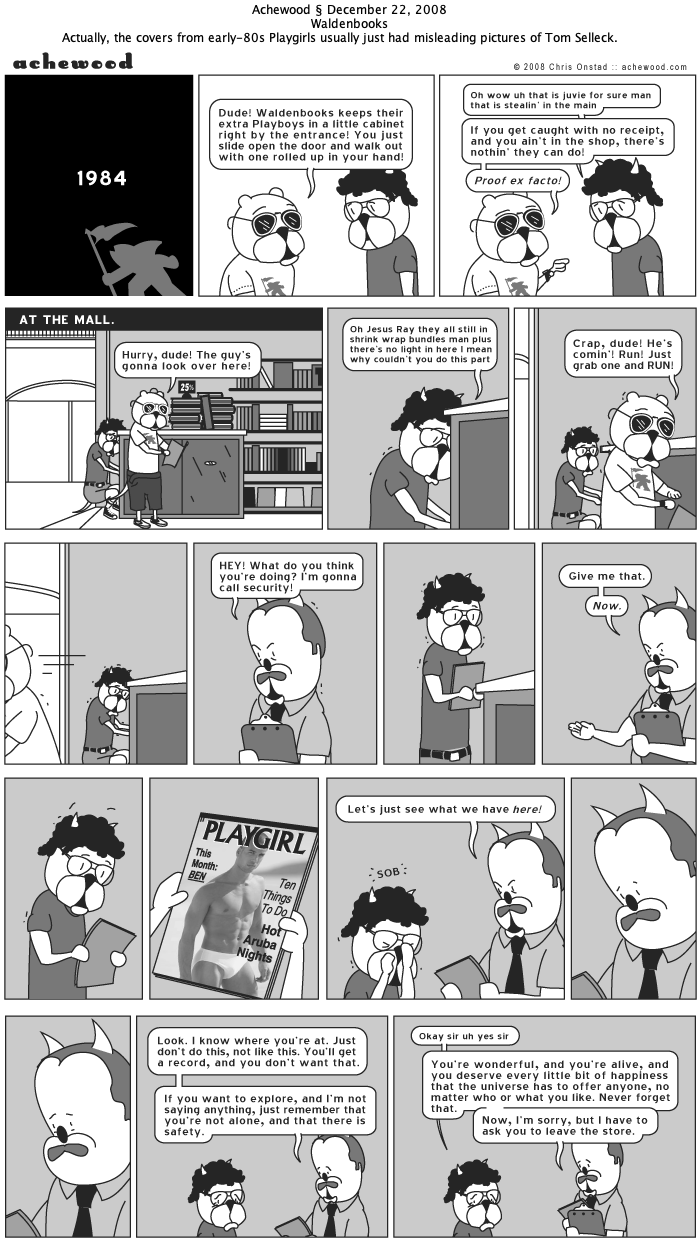 Achewood § December 22, 2008
Waldenbooks
Actually, the covers from early-80s Playgirls usually just had misleading pictures of Tom Selleck.
achewood
© 2008 Chris Onstad :: achewood.com
1984
Dude! Waldenbooks keeps their
extra Playboys in a little cabinet
right by the entrance! You just
slide open the door and walk out
with one rolled up in your hand!
Oh wow uh that is juvie for sure man
that is stealin' in the main
If you get caught with no receipt,
and you ain't in the shop, there's
nothin' they can do!
Proof ex facto!
AT THE MALL.
Hurry, dude! The guy's
gonna look over here!
25%
Oh Jesus Ray they all still in
shrink wrap bundles man plus
there's no light in here I mean
why couldn't you do this part
Crap, dude! He's
comin'! Run! Just
grab one and RUN!
HEY! What do you think
you're doing? I'm gonna
call security!
Give me that.
Now.
PLAYGIRL
This
Month:
BEN
Ten
Things
To Do
Hot
Aruba
Nights
Let's just see what we have here!
SOB
Look. I know where you're at. Just
don't do this, not like this. You'll get
a record, and you don't want that.
If you want to explore, and I'm not
saying anything, just remember that
you're not alone, and that there is
safety.
Okay sir uh yes sir
You're wonderful, and you're alive, and
you deserve every little bit of happiness
that the universe has to offer anyone, no
matter who or what you like. Never forget
that.
Now, I'm sorry, but I have to
ask you to leave the store.